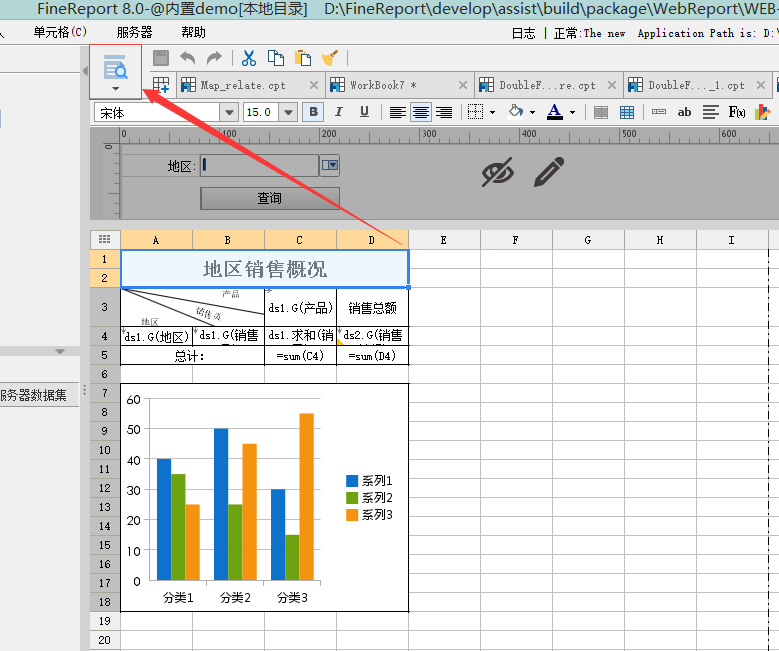 FineReport 8.0-@内置demo[本地目录] D:\FineReport\develop\assist\build\package\WebReport\WEB-
单元格(C) 服务器 帮助 日志 | 正常:The new Application Path is: D:\
Map_relate.cpt WorkBook7 * DoubleF...re.cpt DoubleF..._1.cpt
宋体 15.0 B I U A ab F(x)
0 100 200 300 400 500 600
0
地区:
查询
A B C D E F G H I
1
地区销售概况
2
产品
销售员
地区
3 ds1.G(产品) 销售总额
4 ds1.G(地区) ds1.G(销售 ds1.求和(销 ds2.G(销售
5 总计: =sum(C4) =sum(D4)
6
服务器数据集
7
8
9
10
11
12
13
14
15
16
17
18
19
20
60
50
40
30
20
10
0
系列1
系列2
系列3
分类1 分类2 分类3